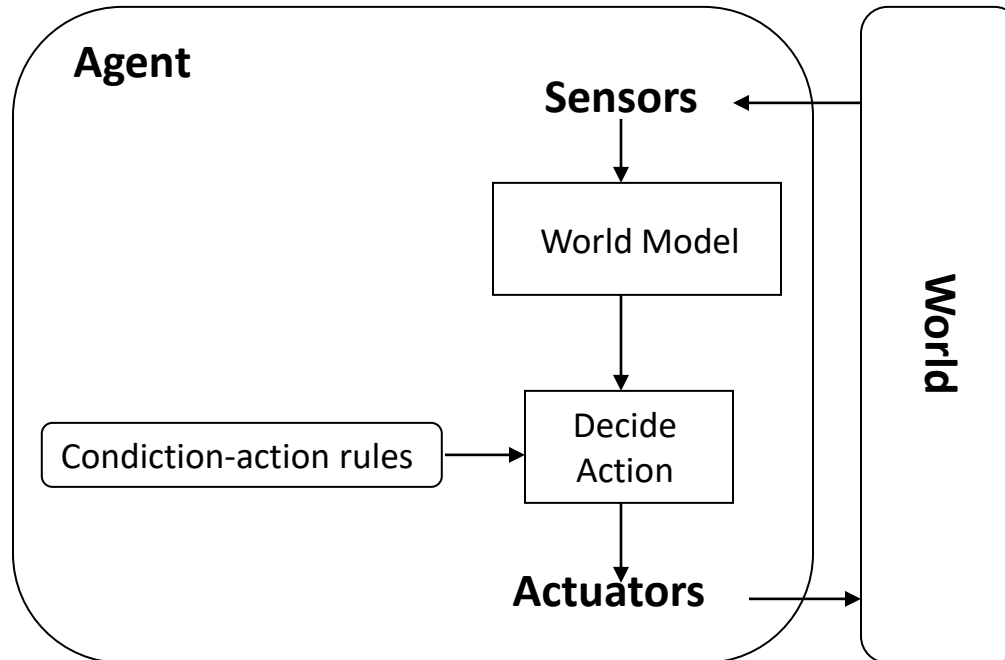 Agent
Sensors
World Model
World
Condiction-action rules
Decide
Action
Actuators